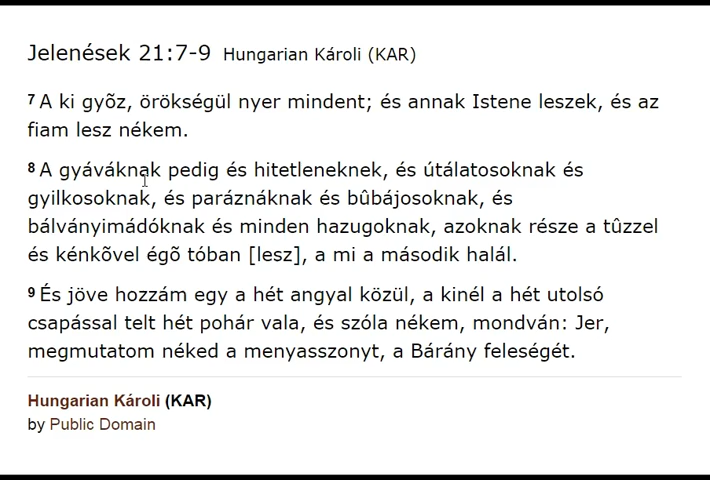 Jelenések 21:7-9 Hungarian Károli (KAR)
7 A ki gyõz, örökségül nyer mindent; és annak Istene leszek, és az
fiam lesz nékem.
8 A gyáváknak pedig és hitetleneknek, és útálatosoknak és
gyilkosoknak, és paráznáknak és bûbájosoknak, és
bálványimádóknak és minden hazugoknak, azoknak része a tûzzel
és kénkõvel égõ tóban [lesz], a mi a második halál.
9 És jöve hozzám egy a hét angyal közül, a kinél a hét utolsó
csapással telt hét pohár vala, és szóla nékem, mondván: Jer,
megmutatom néked a menyasszonyt, a Bárány feleségét.
Hungarian Károli (KAR)
by Public Domain